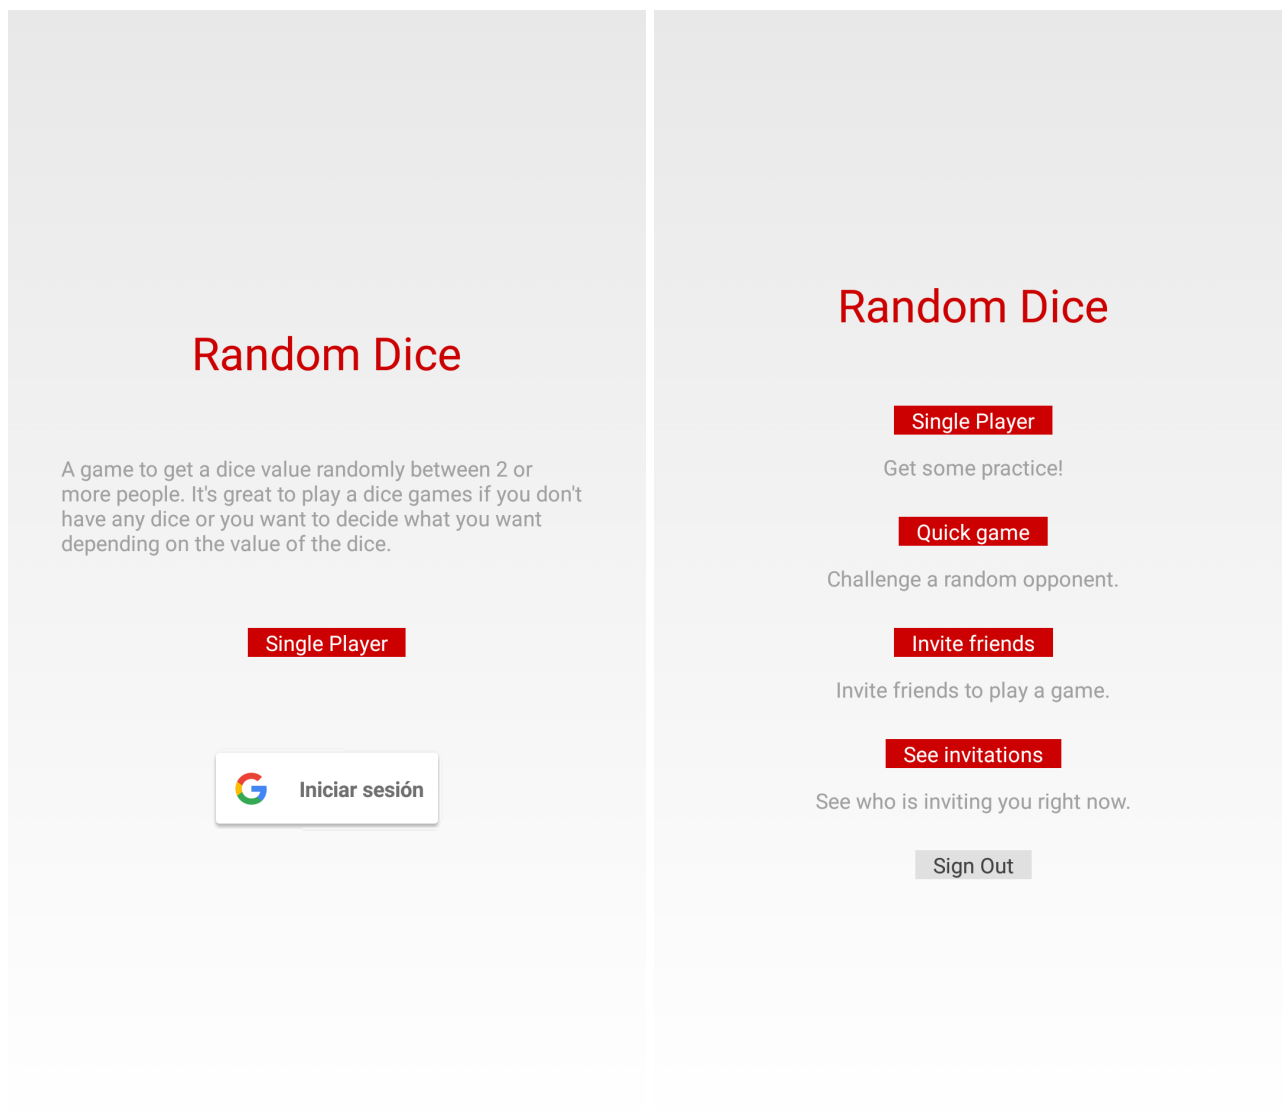 Random Dice
A game to get a dice value randomly between 2 or
more people. It's great to play a dice games if you don't
have any dice or you want to decide what you want
depending on the value of the dice.
Single Player
Iniciar sesión
Random Dice
Single Player
Get some practice!
Quick game
Challenge a random opponent.
Invite friends
Invite friends to play a game.
See invitations
See who is inviting you right now.
Sign Out